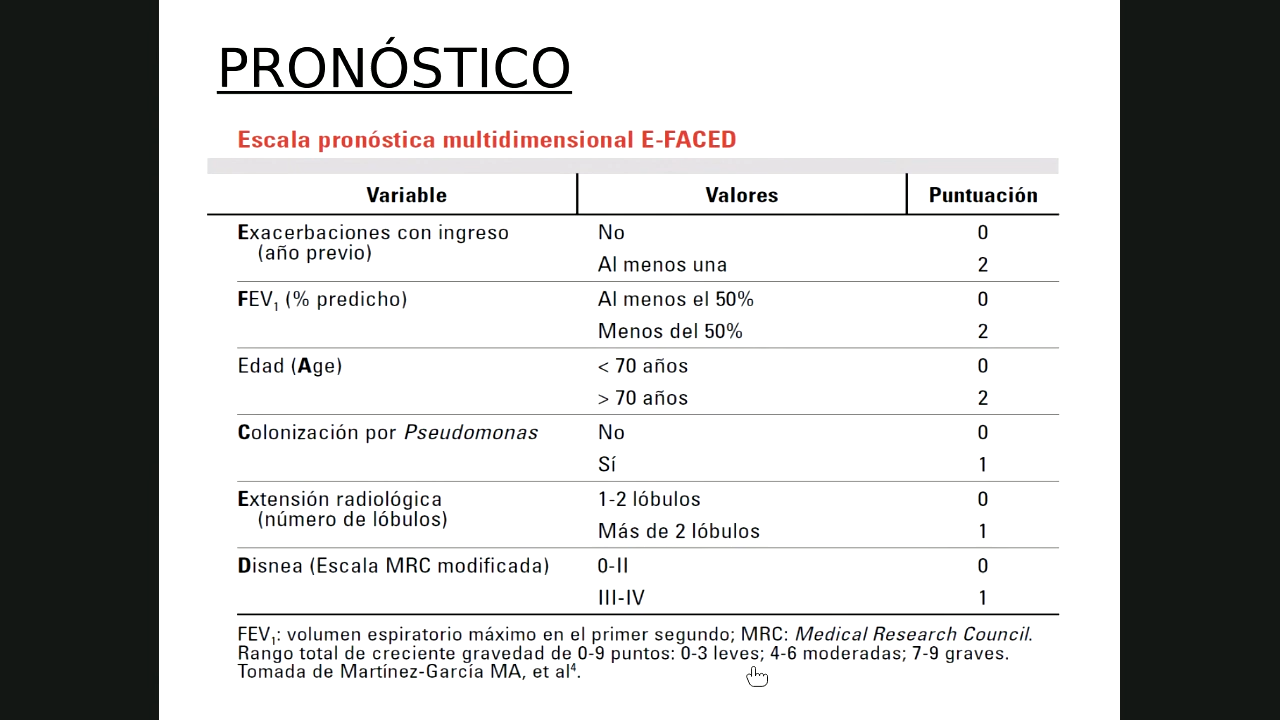 PRONÓSTICO
Escala pronóstica multidimensional E-FACED
Variable Valores Puntuación
Exacerbaciones con ingreso No 0
(año previo)
Al menos una 2
FEV₁ (% predicho) Al menos el 50% 0
Menos del 50% 2
Edad (Age) < 70 años 0
> 70 años 2
Colonización por Pseudomonas No 0
Sí 1
Extensión radiológica 1-2 lóbulos 0
(número de lóbulos)
Más de 2 lóbulos 1
Disnea (Escala MRC modificada) 0-II 0
III-IV 1
FEV₁: volumen espiratorio máximo en el primer segundo; MRC: Medical Research Council.
Rango total de creciente gravedad de 0-9 puntos: 0-3 leves; 4-6 moderadas; 7-9 graves.
Tomada de Martínez-García MA, et al⁴.